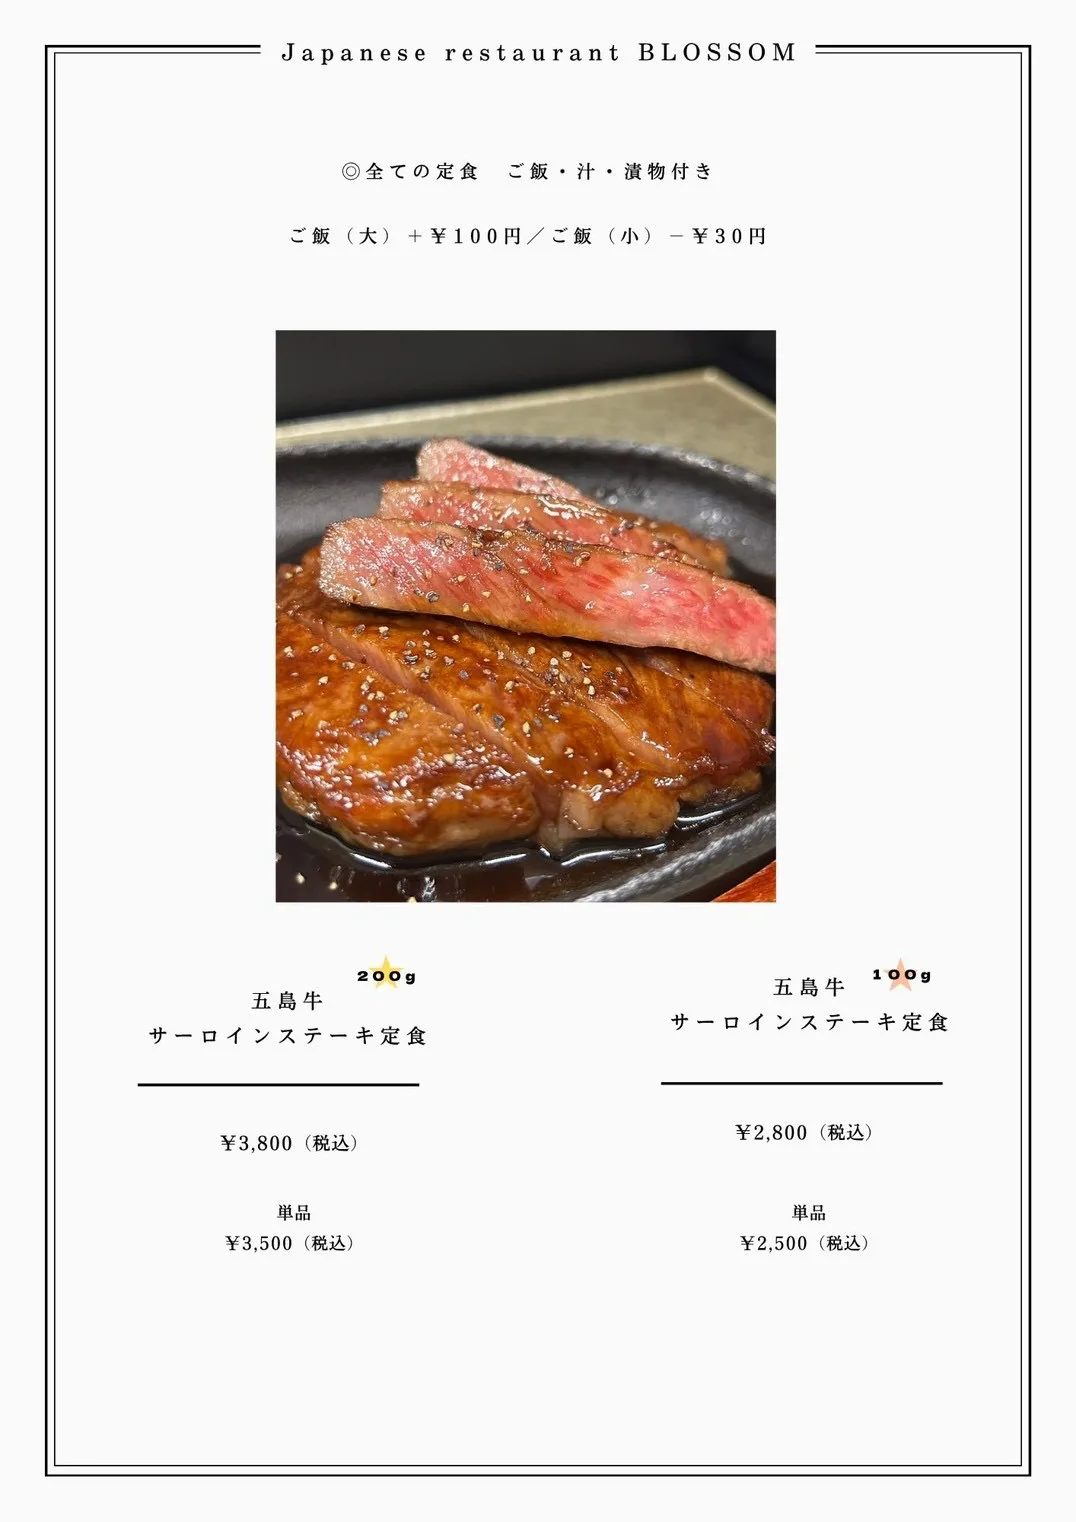 Japanese restaurant BLOSSOM
◎全ての定食　ご飯・汁・漬物付き
ご飯（大）＋¥100円／ご飯（小）－¥30円
200g
五島牛
サーロインステーキ定食
¥3,800（税込）
単品
¥3,500（税込）
100g
五島牛
サーロインステーキ定食
¥2,800（税込）
単品
¥2,500（税込）